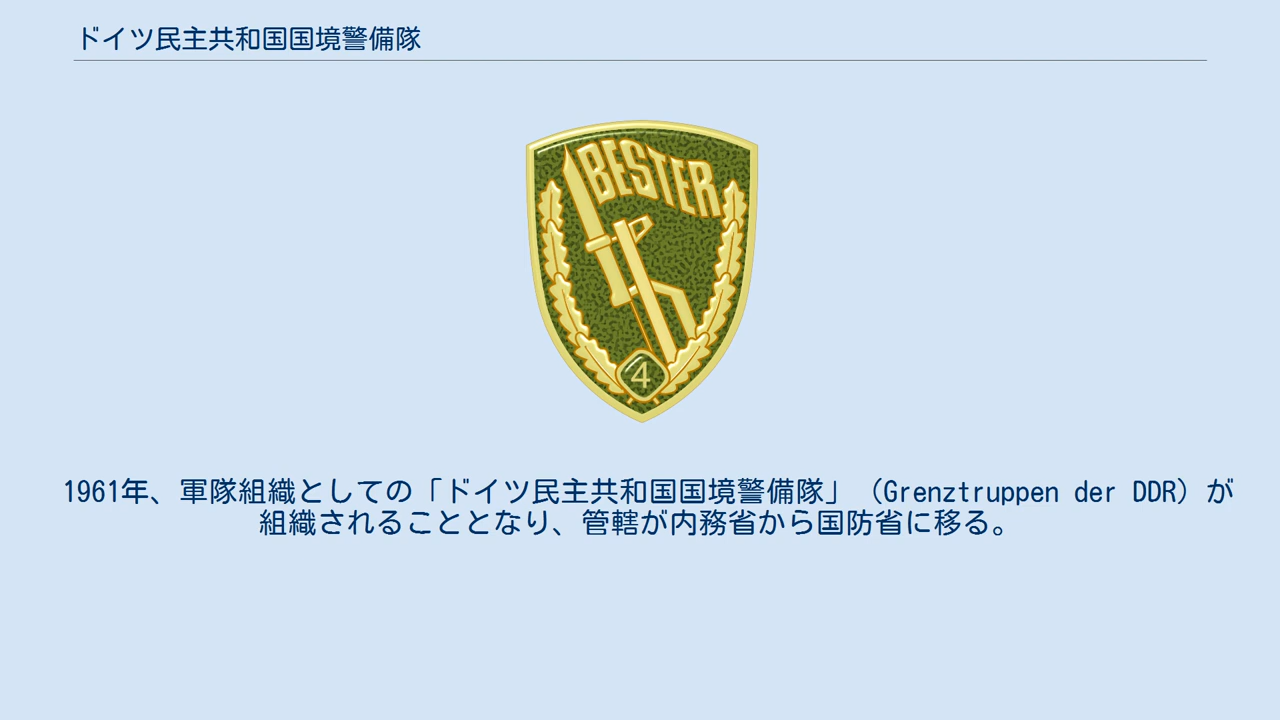 ドイツ民主共和国国境警備隊
BESTER
4
1961年、軍隊組織としての「ドイツ民主共和国国境警備隊」（Grenztruppen der DDR）が
組織されることとなり、管轄が内務省から国防省に移る。